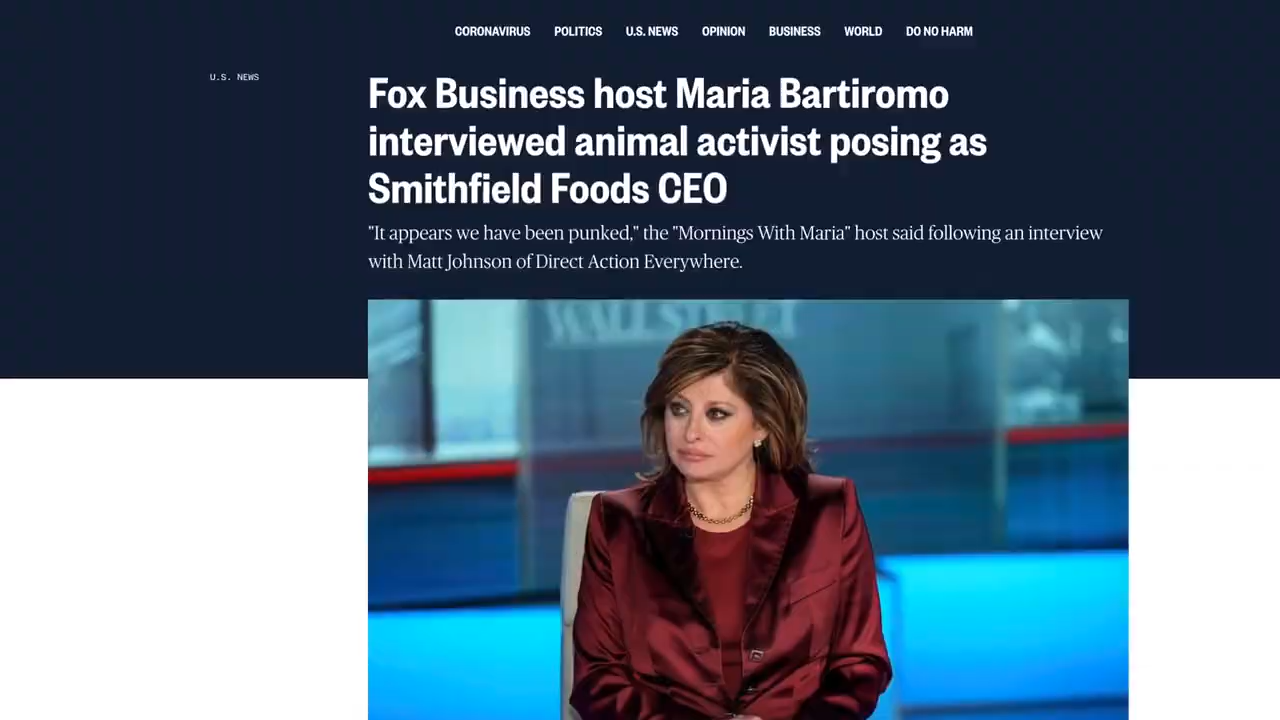 CORONAVIRUS POLITICS U.S. NEWS OPINION BUSINESS WORLD DO NO HARM
U.S. NEWS
Fox Business host Maria Bartiromo
interviewed animal activist posing as
Smithfield Foods CEO
"It appears we have been punked," the "Mornings With Maria" host said following an interview
with Matt Johnson of Direct Action Everywhere.
WALL STREET